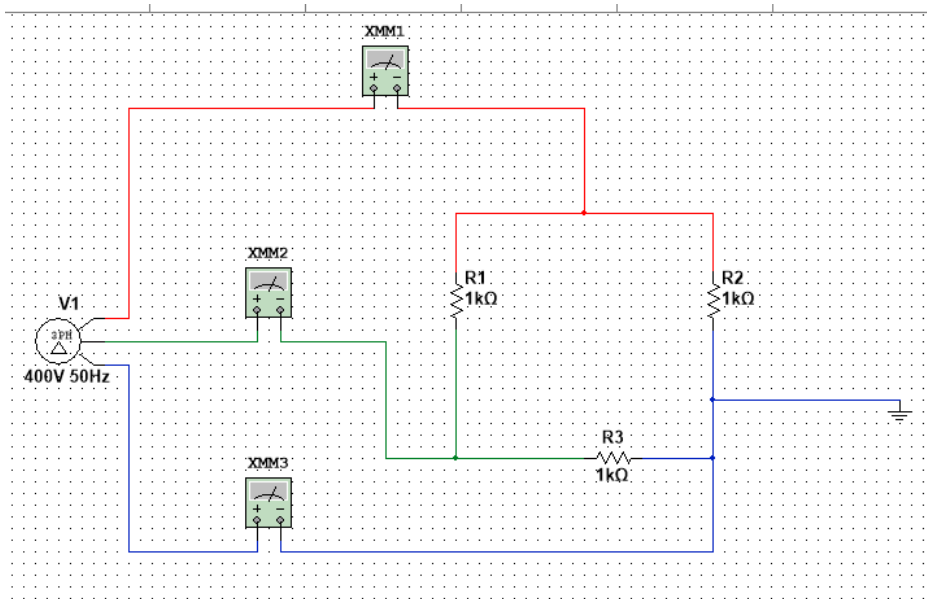 XMM1
XMM2
R1
1kΩ
R2
1kΩ
V1
3PH
400V 50Hz
R3
1kΩ
XMM3